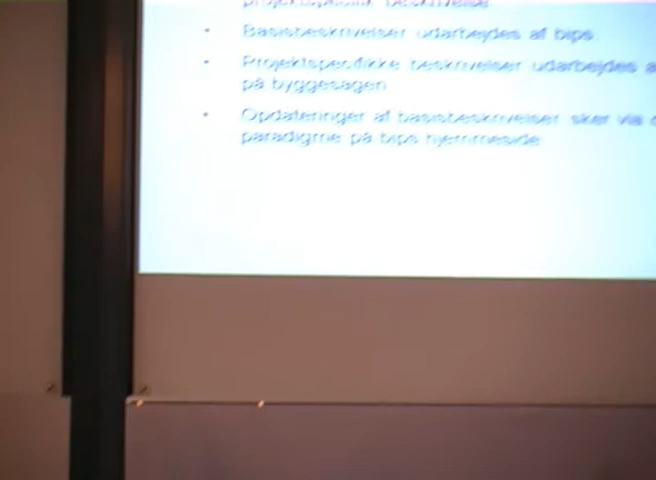 projektspecifik beskrivelse
Basisbeskrivelser udarbejdes af bips.
Projektspecifikke beskrivelser udarbejdes
på byggesagen
Opdateringer af basisbeskrivelser sker via
paradigme på bips hjemmeside